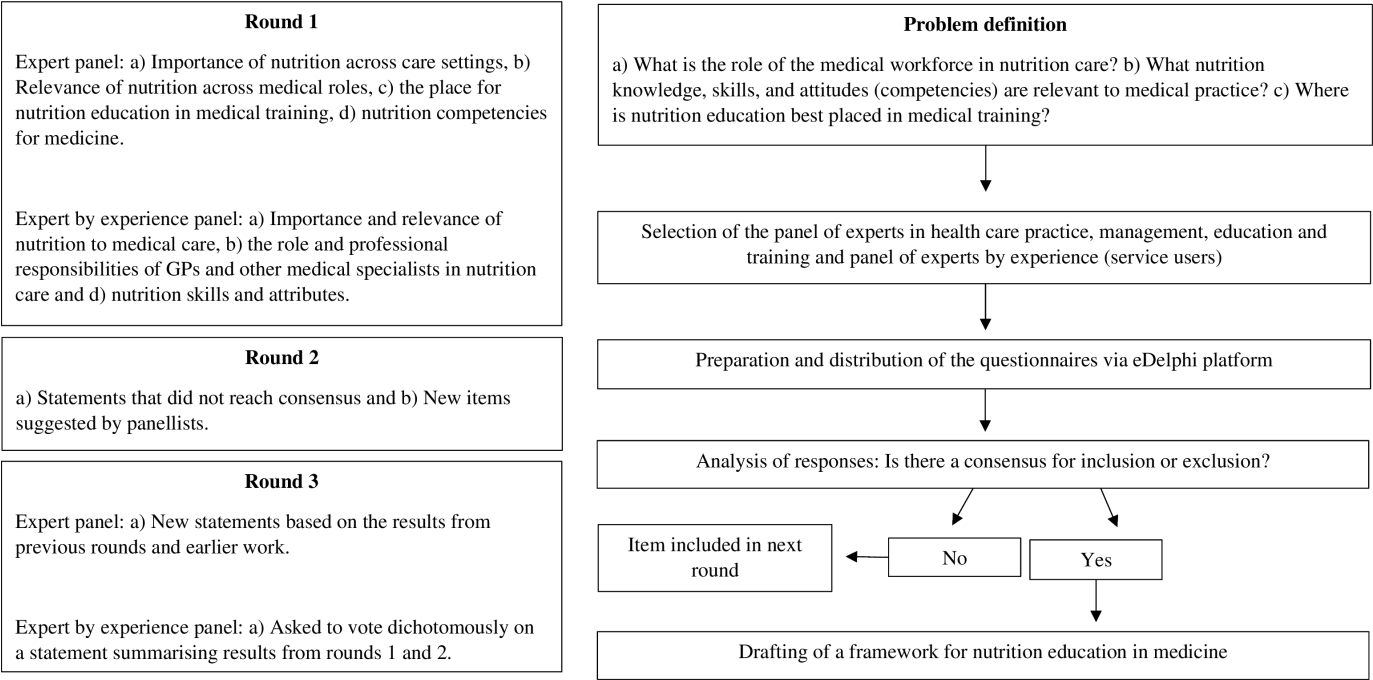 Round 1
Expert panel: a) Importance of nutrition across care settings, b)
Relevance of nutrition across medical roles, c) the place for
nutrition education in medical training, d) nutrition competencies
for medicine.
Expert by experience panel: a) Importance and relevance of
nutrition to medical care, b) the role and professional
responsibilities of GPs and other medical specialists in nutrition
care and d) nutrition skills and attributes.
Round 2
a) Statements that did not reach consensus and b) New items
suggested by panellists.
Round 3
Expert panel: a) New statements based on the results from
previous rounds and earlier work.
Expert by experience panel: a) Asked to vote dichotomously on
a statement summarising results from rounds 1 and 2.
Problem definition
a) What is the role of the medical workforce in nutrition care? b) What nutrition
knowledge, skills, and attitudes (competencies) are relevant to medical practice? c) Where
is nutrition education best placed in medical training?
Selection of the panel of experts in health care practice, management, education and
training and panel of experts by experience (service users)
Preparation and distribution of the questionnaires via eDelphi platform
Analysis of responses: Is there a consensus for inclusion or exclusion?
Item included in next
round
No
Yes
Drafting of a framework for nutrition education in medicine